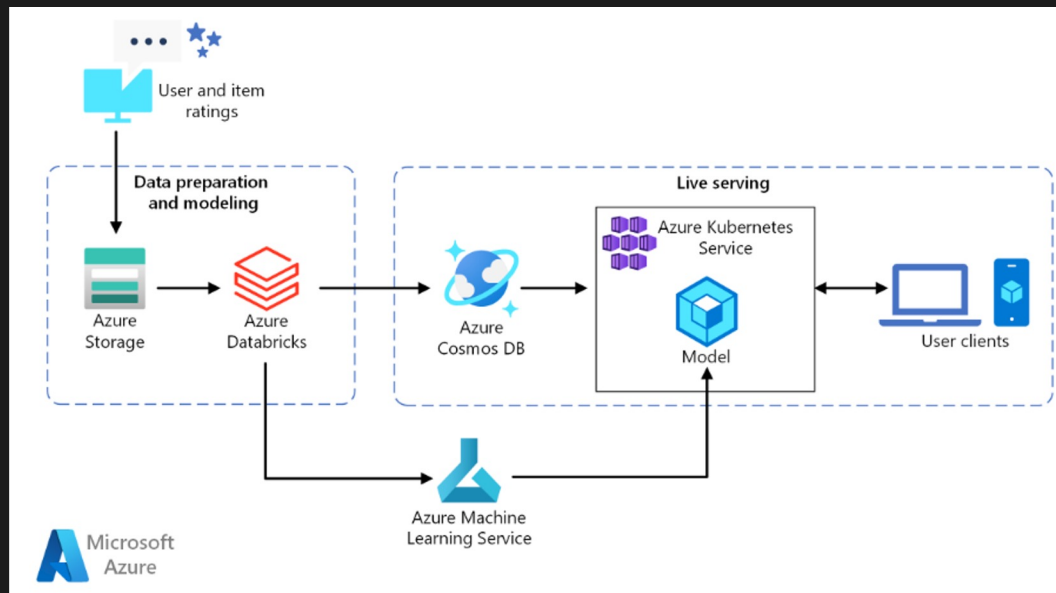 User and item
ratings
Data preparation
and modeling
Live serving
Azure
Storage
Azure
Databricks
Azure
Cosmos DB
Azure Kubernetes
Service
Model
User clients
Azure Machine
Learning Service
Microsoft
Azure